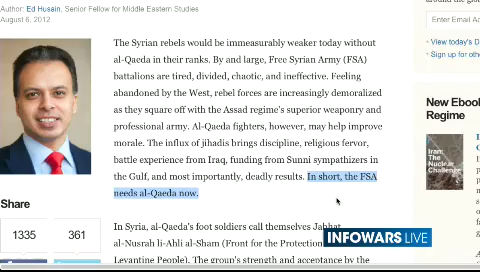 Author: Ed Husain, Senior Fellow for Middle Eastern Studies
August 6, 2012
The Syrian rebels would be immeasurably weaker today without
al-Qaeda in their ranks. By and large, Free Syrian Army (FSA)
battalions are tired, divided, chaotic, and ineffective. Feeling
abandoned by the West, rebel forces are increasingly demoralized
as they square off with the Assad regime's superior weaponry and
professional army. Al-Qaeda fighters, however, may help improve
morale. The influx of jihadis brings discipline, religious fervor,
battle experience from Iraq, funding from Sunni sympathizers in
the Gulf, and most importantly, deadly results. In short, the FSA
needs al-Qaeda now.
In Syria, al-Qaeda's foot soldiers call themselves Jabhat
al-Nusrah li-Ahli al-Sham (Front for the Protection
Levantine People). The group's strength and acceptance by the
Share
1335
361
Enter Email Ad
View today's D
Sign up for othe
New Eboo
Regime
Iran:
The
Nuclear
Challenge
INFOWARS LIVE